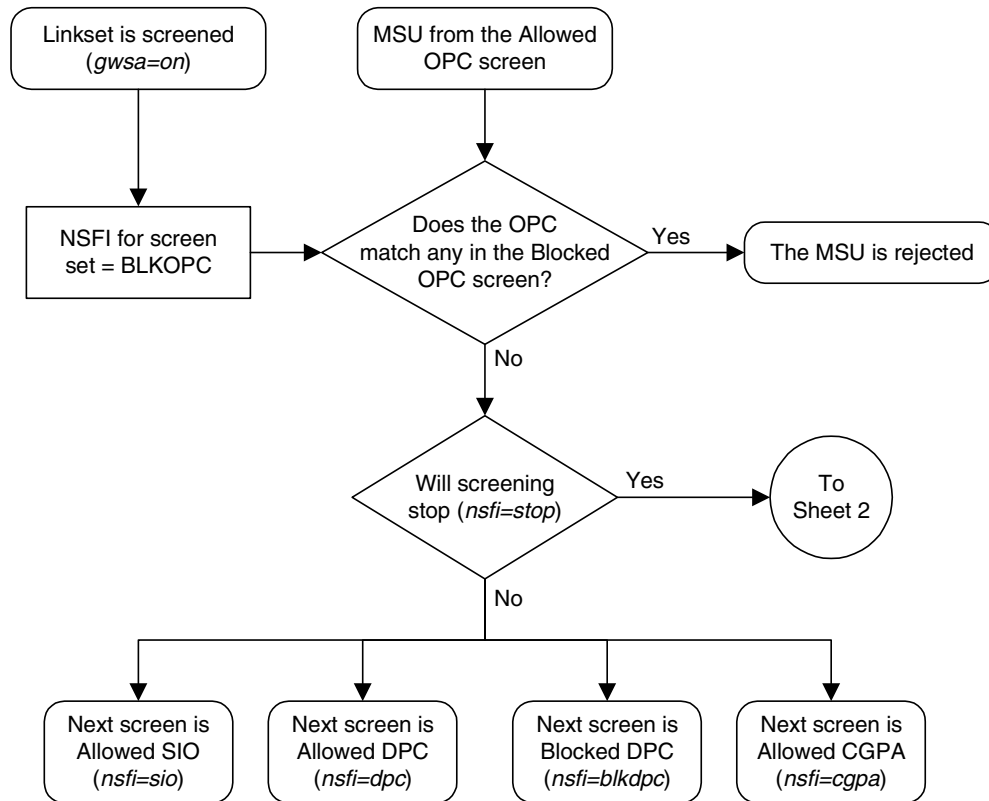 Linkset is screened
(gwsa=on)
MSU from the Allowed
OPC screen
NSFI for screen
set = BLKOPC
Does the OPC
match any in the Blocked
OPC screen?
Yes
The MSU is rejected
No
Will screening
stop (nsfi=stop)
Yes
To
Sheet 2
No
Next screen is
Allowed SIO
(nsfi=sio)
Next screen is
Allowed DPC
(nsfi=dpc)
Next screen is
Blocked DPC
(nsfi=blkdpc)
Next screen is
Allowed CGPA
(nsfi=cgpa)